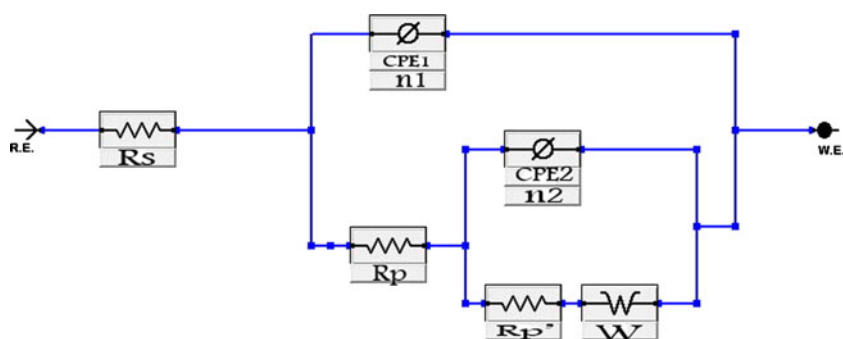 CPE1
n1
R.E.
Rs
W.E.
CPE2
n2
Rp
Rp'
W